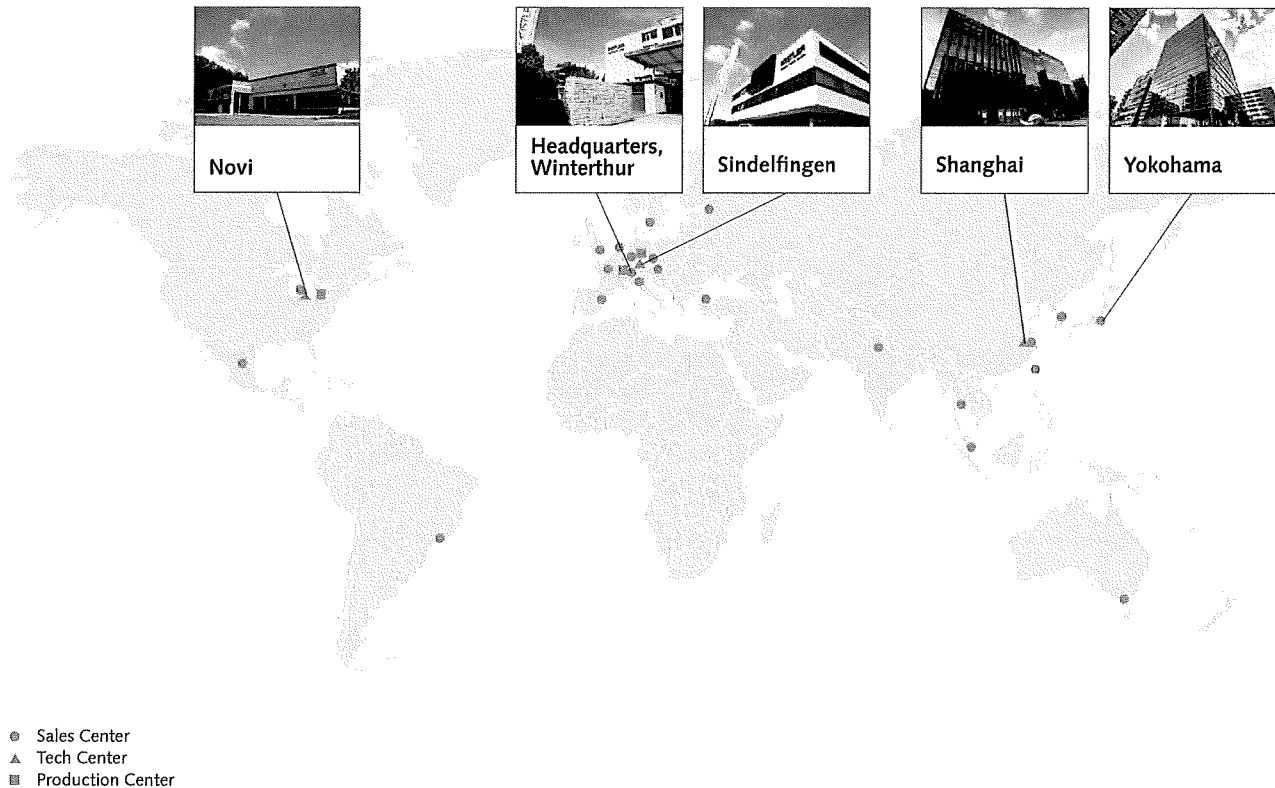 Novi
Headquarters,
Winterthur
Sindelfingen
Shanghai
Yokohama
Sales Center
Tech Center
Production Center